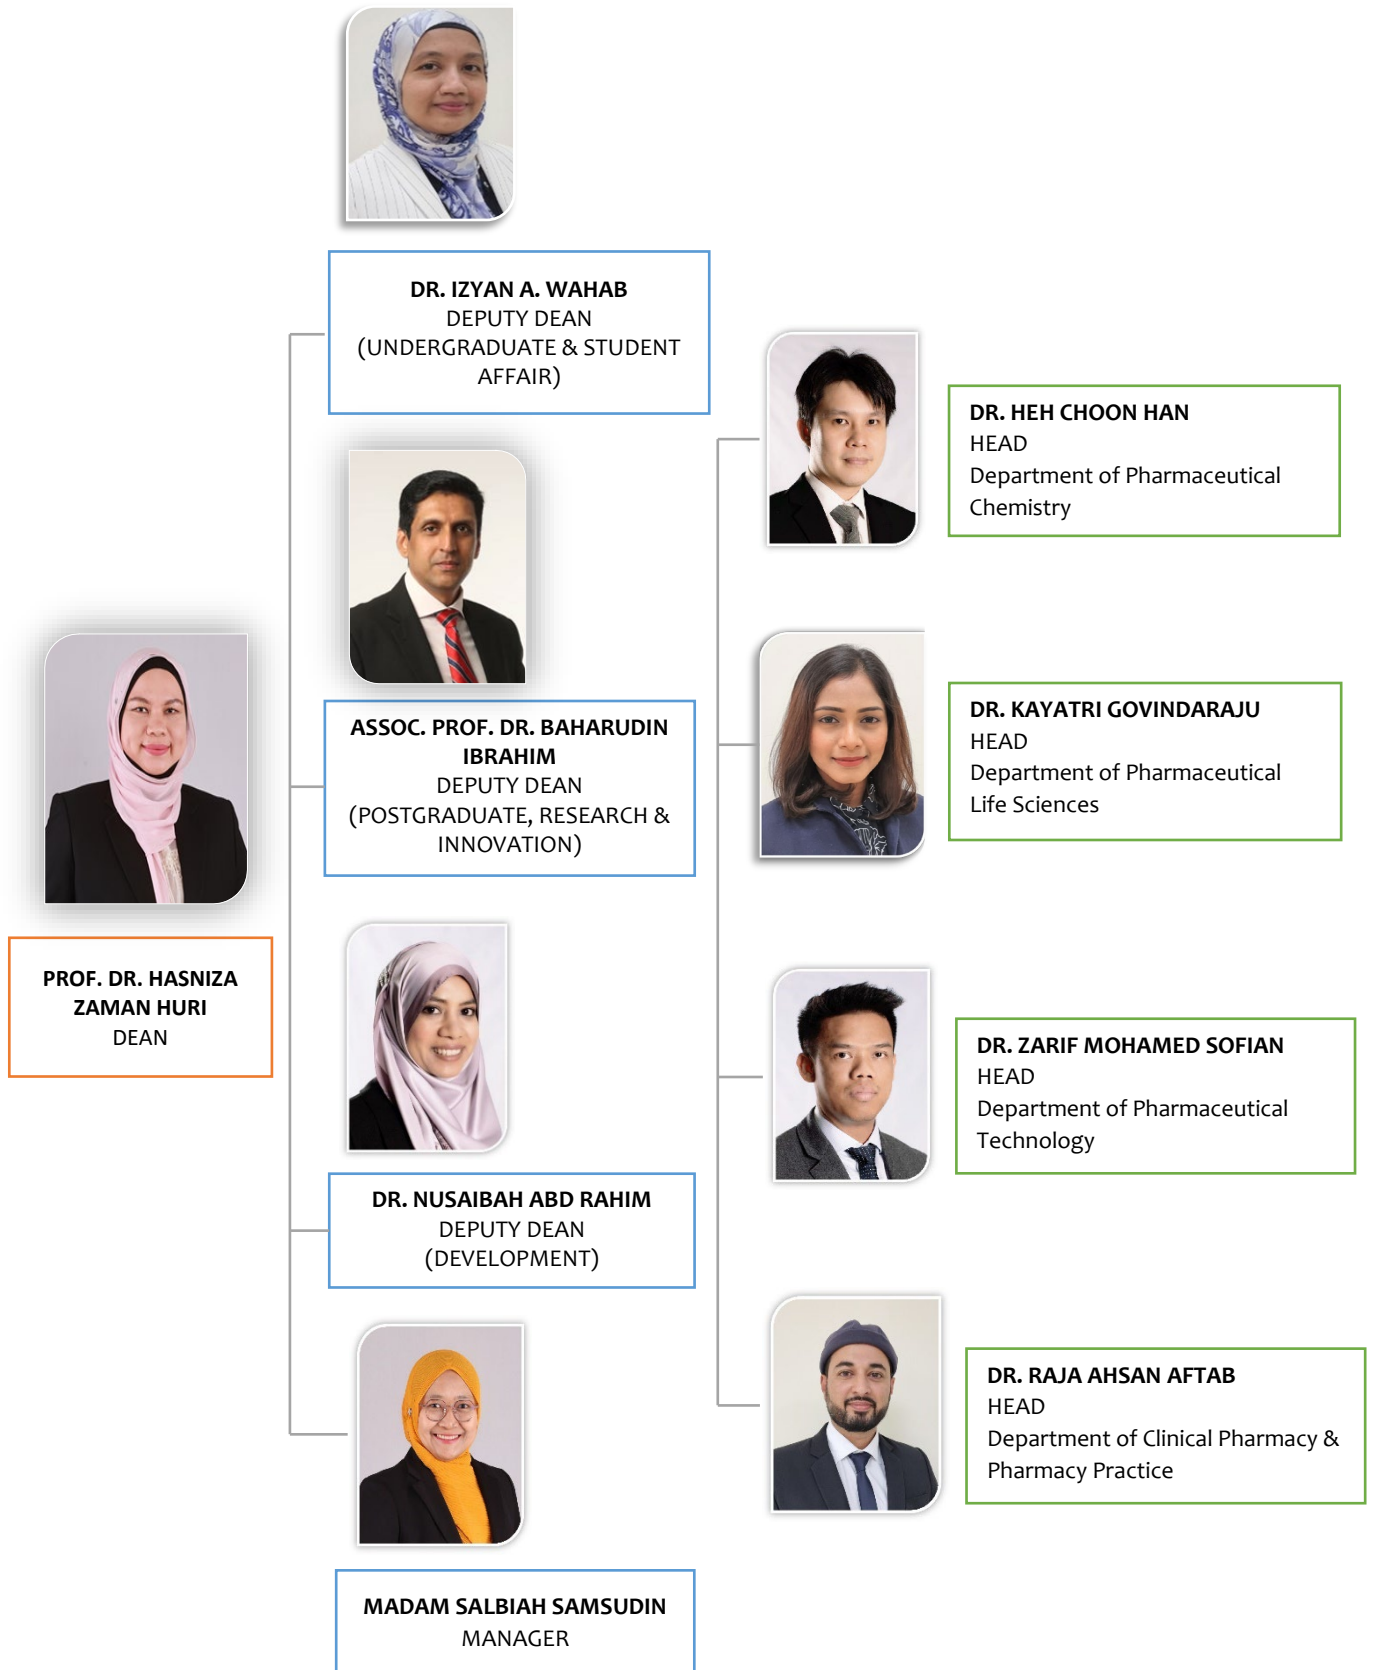 DR. IZYAN A. WAHAB
DEPUTY DEAN
(UNDERGRADUATE & STUDENT
AFFAIR)
ASSOC. PROF. DR. BAHARUDIN
IBRAHIM
DEPUTY DEAN
(POSTGRADUATE, RESEARCH &
INNOVATION)
PROF. DR. HASNIZA
ZAMAN HURI
DEAN
DR. NUSAIBAH ABD RAHIM
DEPUTY DEAN
(DEVELOPMENT)
MADAM SALBIAH SAMSUDIN
MANAGER
DR. HEH CHOON HAN
HEAD
Department of Pharmaceutical
Chemistry
DR. KAYATRI GOVINDARAJU
HEAD
Department of Pharmaceutical
Life Sciences
DR. ZARIF MOHAMED SOFIAN
HEAD
Department of Pharmaceutical
Technology
DR. RAJA AHSAN AFTAB
HEAD
Department of Clinical Pharmacy &
Pharmacy Practice